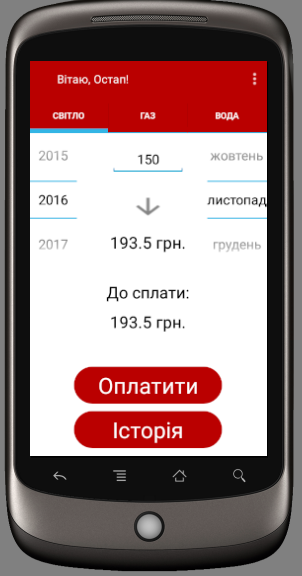 Вітаю, Остап!
СВІТЛО ГАЗ ВОДА
2015 150 жовтень
2016 листопад
2017 193.5 грн. грудень
До сплати:
193.5 грн.
Оплатити
Історія